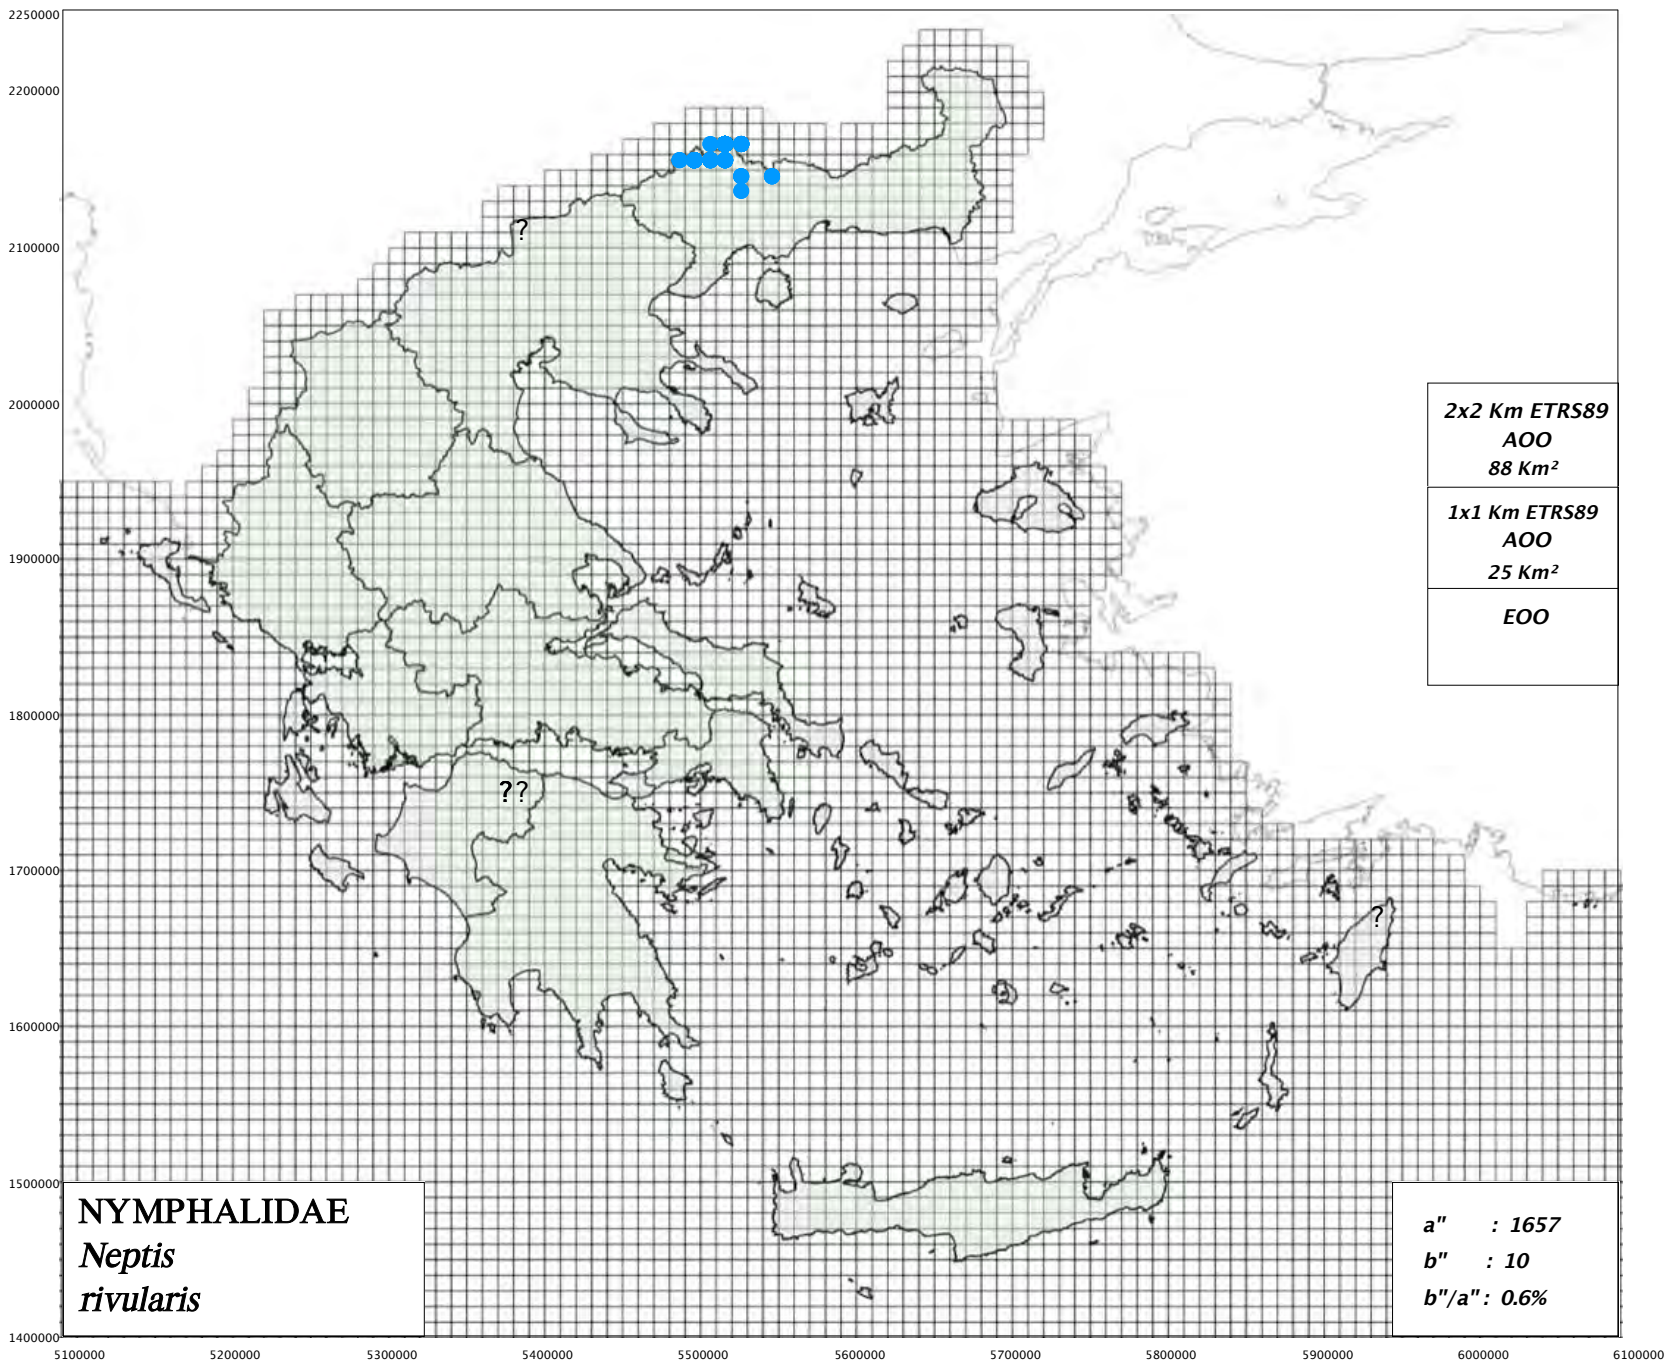 2250000
2200000
2100000
2000000
1900000
1800000
1700000
1600000
1500000
1400000
?
??
?
2x2 Km ETRS89
AOO
88 Km²
1x1 Km ETRS89
AOO
25 Km²
EOO
NYMPHALIDAE
Neptis
rivularis
a" : 1657
b" : 10
b"/a" : 0.6%
5100000 5200000 5300000 5400000 5500000 5600000 5700000 5800000 5900000 6000000 6100000